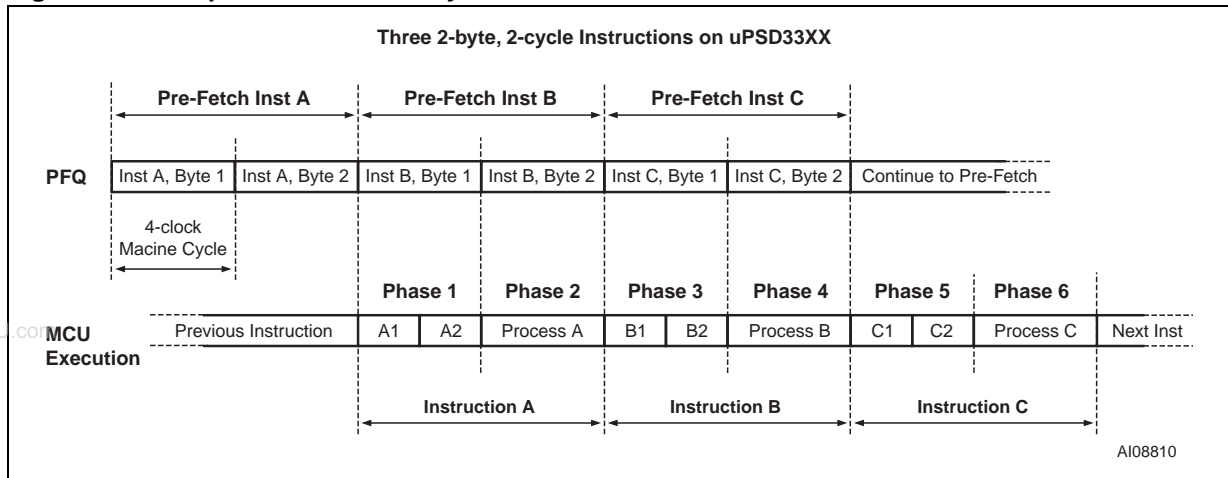 Three 2-byte, 2-cycle Instructions on uPSD33XX
Pre-Fetch Inst A
Pre-Fetch Inst B
Pre-Fetch Inst C
PFQ
Inst A, Byte 1
Inst A, Byte 2
Inst B, Byte 1
Inst B, Byte 2
Inst C, Byte 1
Inst C, Byte 2
Continue to Pre-Fetch
4-clock
Macine Cycle
Phase 1
Phase 2
Phase 3
Phase 4
Phase 5
Phase 6
MCU
Execution
Previous Instruction
A1
A2
Process A
B1
B2
Process B
C1
C2
Process C
Next Inst
Instruction A
Instruction B
Instruction C
AI08810